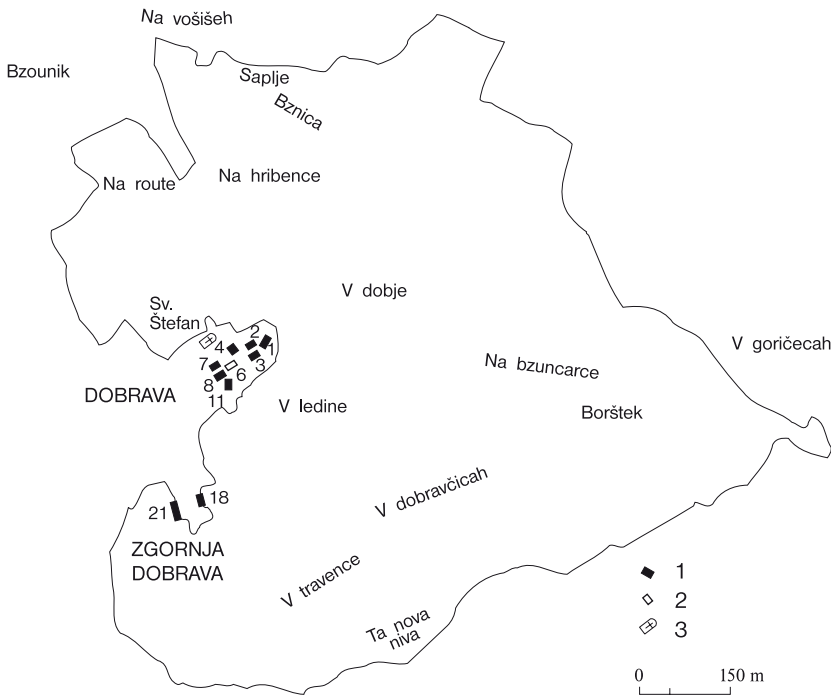 Na vošišeh
Bzounik
Saplje
Bznica
Na route
Na hribence
V dobje
Sv.
Štefan
2
4
1
3
7
6
8
11
V goričecah
Na bzuncarce
DOBRAVA
V ledine
Borštek
V dobravčicah
18
21
ZGORNJA
DOBRAVA
V travence
Ta nova
niva
1
2
3
0 150 m